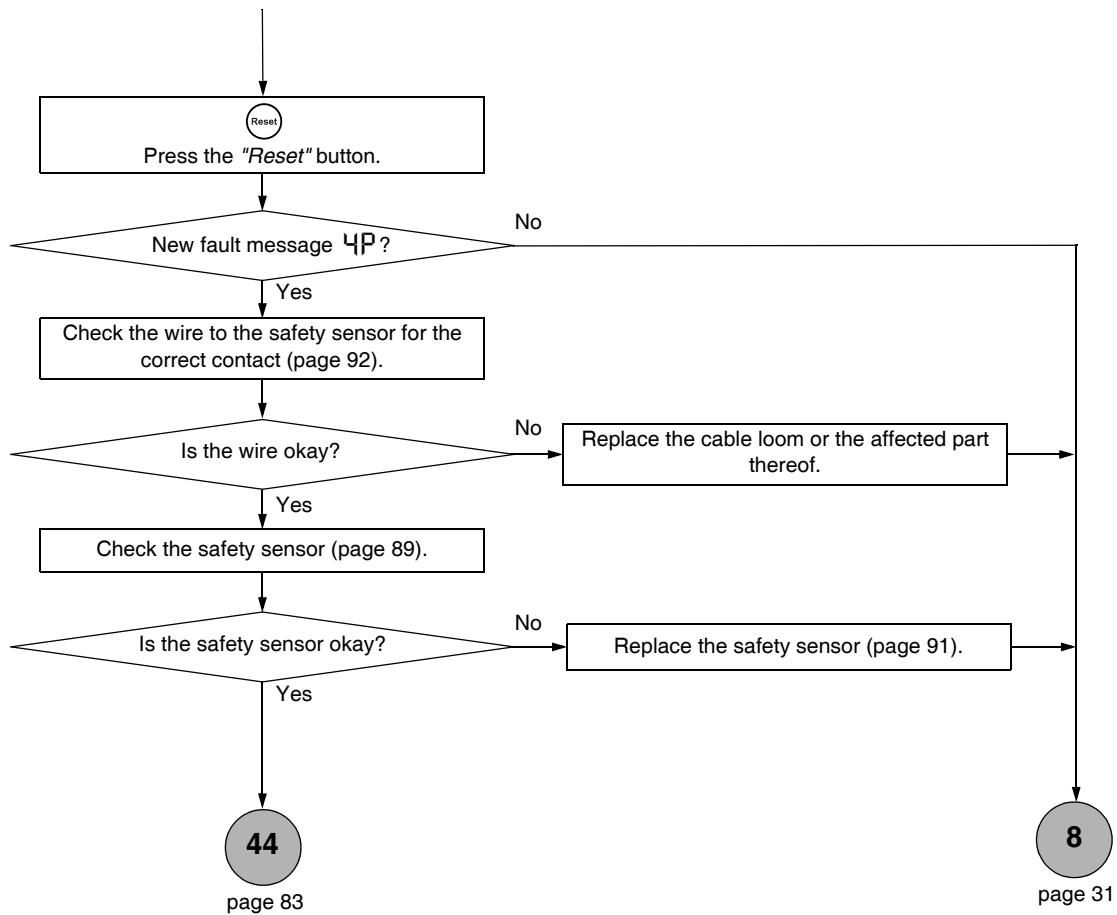 Reset
Press the "Reset" button.
New fault message 4P?
No
Yes
Check the wire to the safety sensor for the
correct contact (page 92).
Is the wire okay?
No
Replace the cable loom or the affected part
thereof.
Yes
Check the safety sensor (page 89).
Is the safety sensor okay?
No
Replace the safety sensor (page 91).
Yes
44
page 83
8
page 31